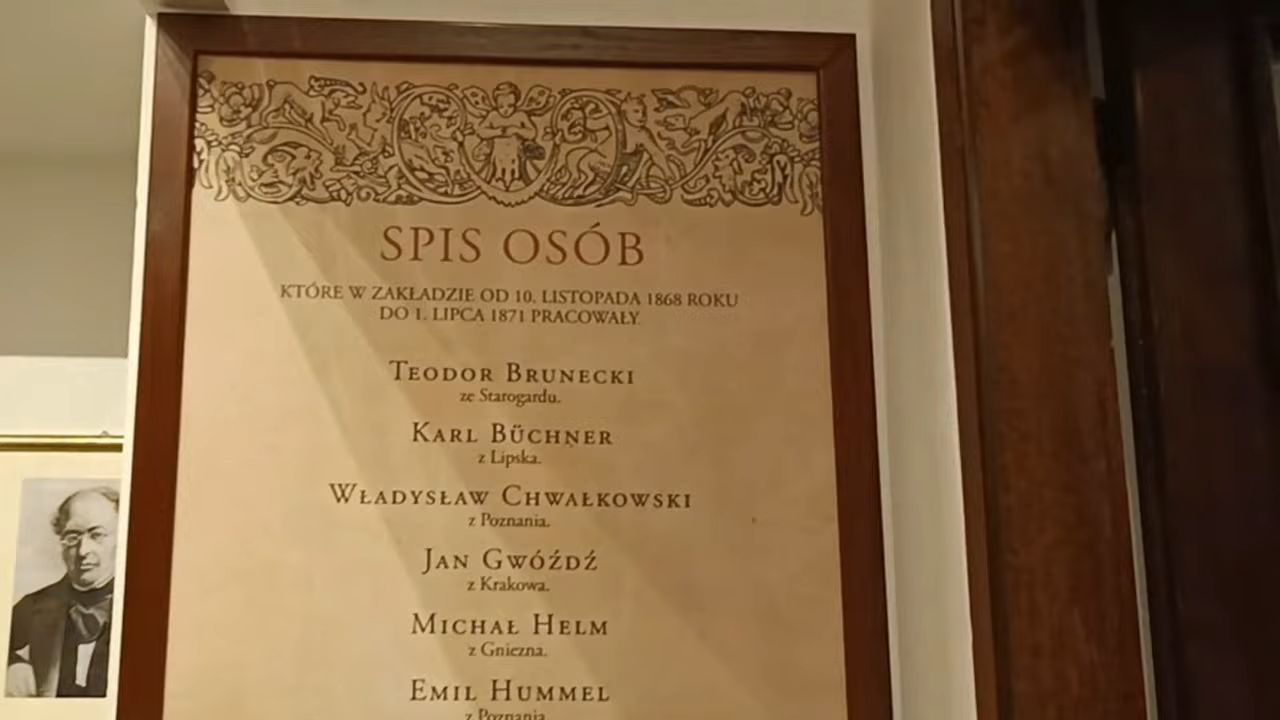 SPIS OSÓB
KTÓRE W ZAKŁADZIE OD 10. LISTOPADA 1868 ROKU
DO 1. LIPCA 1871 PRACOWAŁY.
TEODOR BRUNECKI
ze Starogardu.
KARL BÜCHNER
z Lipska.
WŁADYSŁAW CHWAŁKOWSKI
z Poznania.
JAN GWÓŹDŹ
z Krakowa.
MICHAŁ HELM
z Gniezna.
EMIL HUMMEL
z Poznania